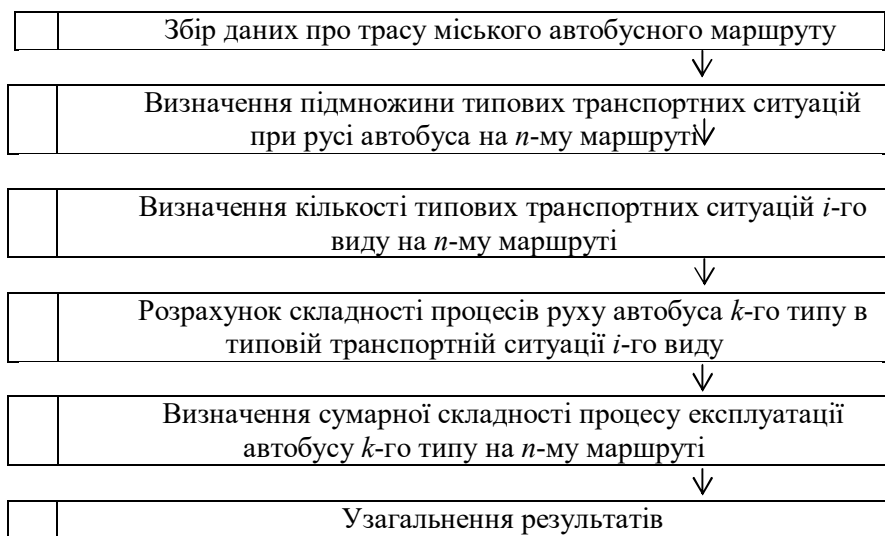 Збір даних про трасу міського автобусного маршруту
Визначення підмножини типових транспортних ситуацій
при русі автобуса на n-му маршруті
Визначення кількості типових транспортних ситуацій i-го
виду на n-му маршруті
Розрахунок складності процесів руху автобуса k-го типу в
типовій транспортній ситуації i-го виду
Визначення сумарної складності процесу експлуатації
автобусу k-го типу на n-му маршруті
Узагальнення результатів